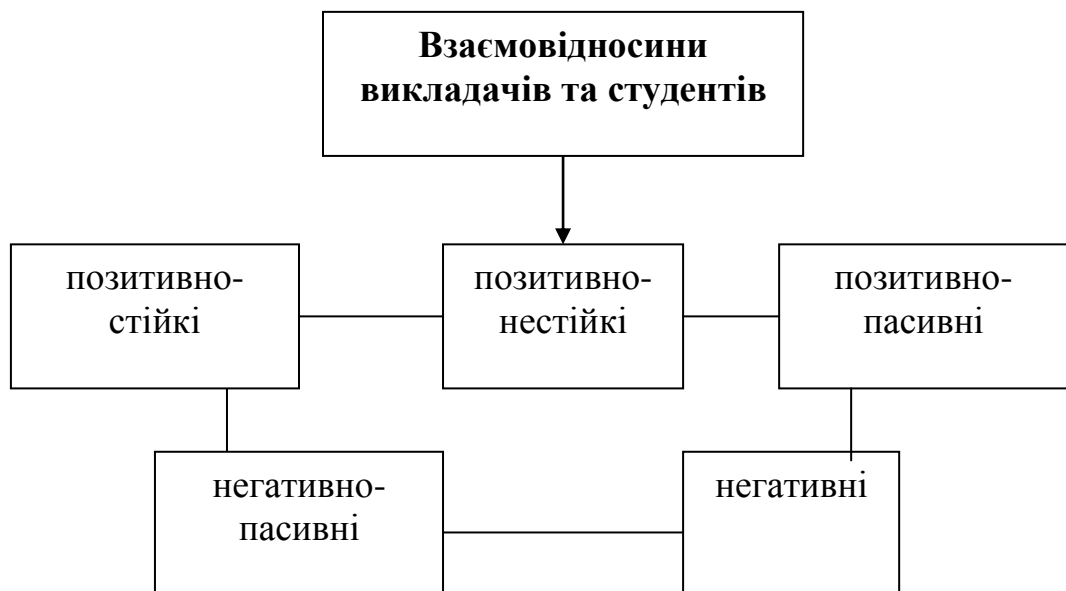 Взаємовідносини
викладачів та студентів
позитивно-
стійкі
позитивно-
нестійкі
позитивно-
пасивні
негативно-
пасивні
негативні